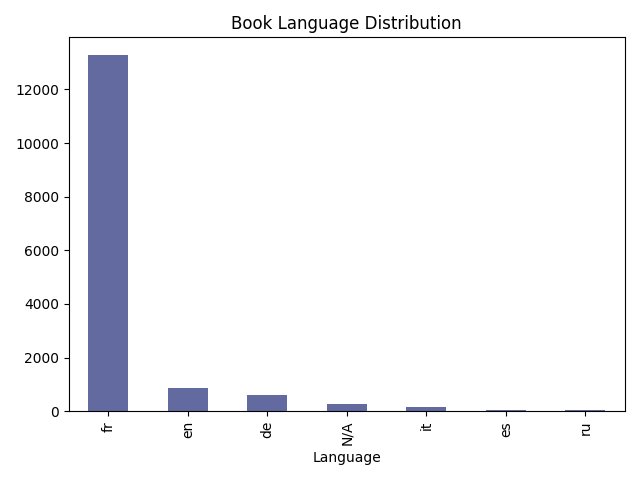 Book Language Distribution
12000
10000
8000
6000
4000
2000
0
fr
en
de
N/A
it
es
ru
Language